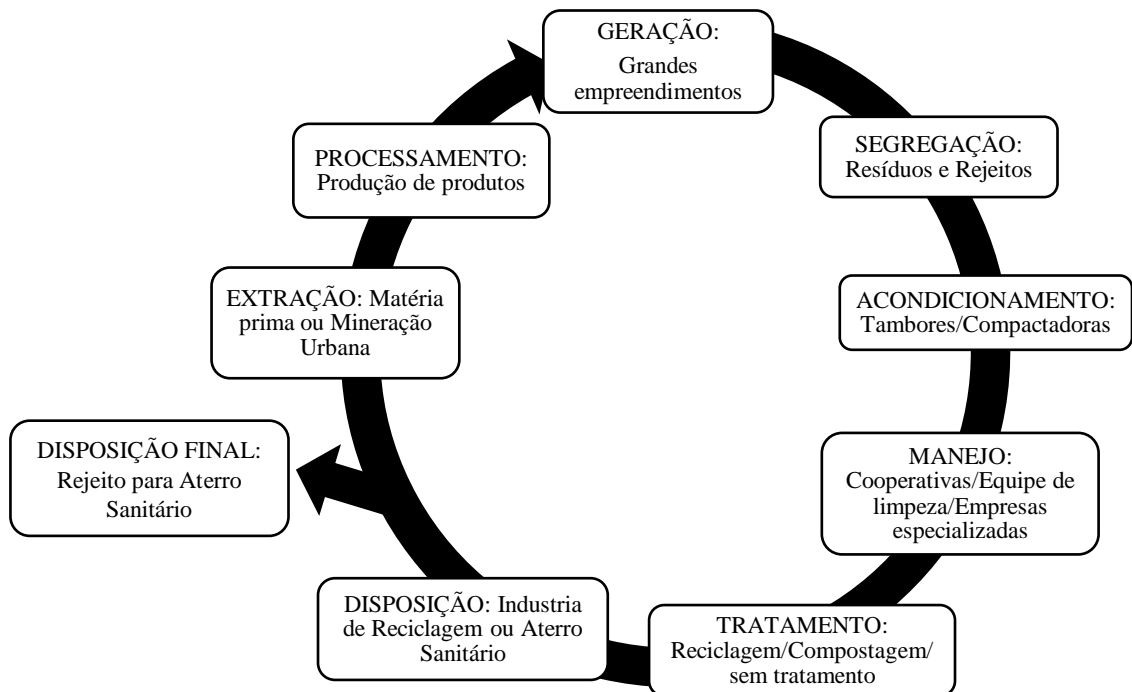 GERAÇÃO:
Grandes
empreendimentos
SEGREGAÇÃO:
Resíduos e Rejeitos
ACONDICIONAMENTO:
Tambores/Compactadoras
MANEJO:
Cooperativas/Equipe de
limpeza/Empresas
especializadas
TRATAMENTO:
Reciclagem/Compostagem/
sem tratamento
DISPOSIÇÃO: Industria
de Reciclagem ou Aterro
Sanitário
DISPOSIÇÃO FINAL:
Rejeito para Aterro
Sanitário
EXTRAÇÃO: Matéria
prima ou Mineração
Urbana
PROCESSAMENTO:
Produção de produtos